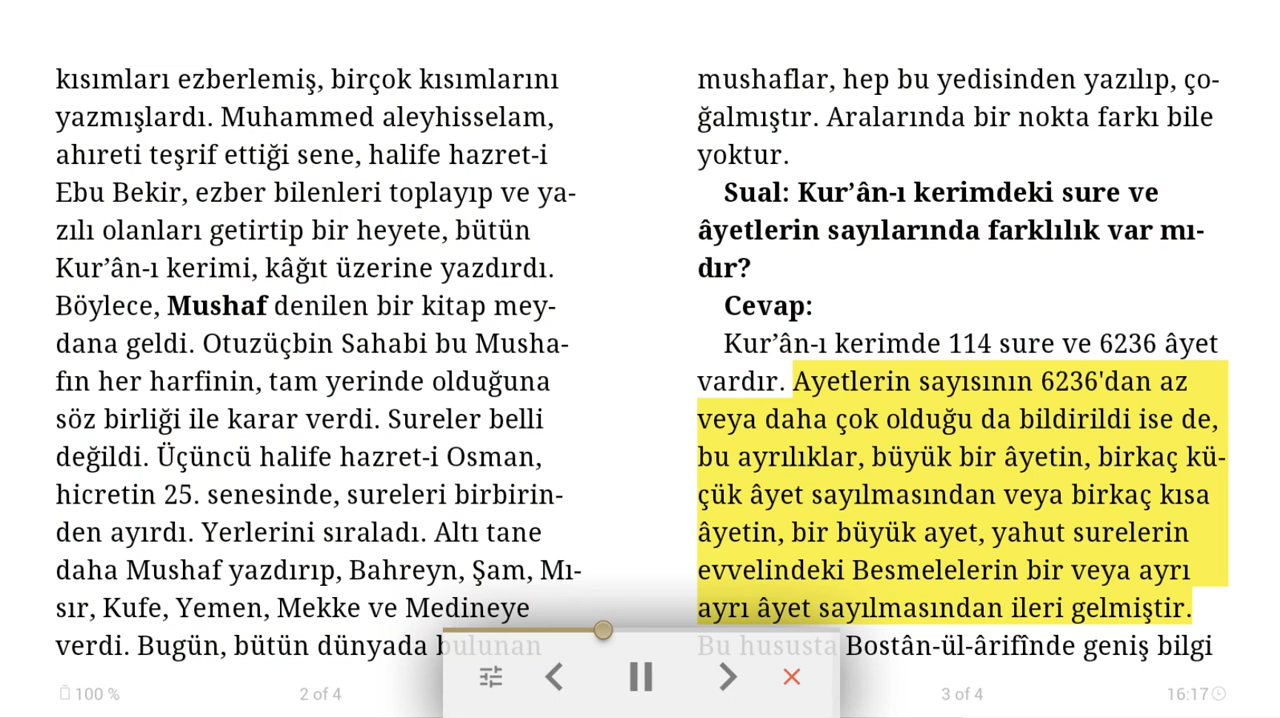 kısımları ezberlemiş, birçok kısımlarını
yazmışlardı. Muhammed aleyhisselam,
ahıreti teşrif ettiği sene, halife hazret-i
Ebu Bekir, ezber bilenleri toplayıp ve ya-
zılı olanları getirtip bir heyete, bütün
Kur’ân-ı kerimi, kâğıt üzerine yazdırdı.
Böylece, Mushaf denilen bir kitap mey-
dana geldi. Otuzüçbin Sahabi bu Musha-
fın her harfinin, tam yerinde olduğuna
söz birliği ile karar verdi. Sureler belli
değildi. Üçüncü halife hazret-i Osman,
hicretin 25. senesinde, sureleri birbirin-
den ayırdı. Yerlerini sıraladı. Altı tane
daha Mushaf yazdırıp, Bahreyn, Şam, Mı-
sır, Kufe, Yemen, Mekke ve Medineye
verdi. Bugün, bütün dünyada bulunan
mushaflar, hep bu yedisinden yazılıp, ço-
ğalmıştır. Aralarında bir nokta farkı bile
yoktur.
Sual: Kur’ân-ı kerimdeki sure ve
âyetlerin sayılarında farklılık var mı-
dır?
Cevap:
Kur’ân-ı kerimde 114 sure ve 6236 âyet
vardır. Ayetlerin sayısının 6236'dan az
veya daha çok olduğu da bildirildi ise de,
bu ayrılıklar, büyük bir âyetin, birkaç kü-
çük âyet sayılmasından veya birkaç kısa
âyetin, bir büyük ayet, yahut surelerin
evvelindeki Besmelelerin bir veya ayrı
ayrı âyet sayılmasından ileri gelmiştir.
Bu hususta Bostân-ül-ârifînde geniş bilgi
100 %
2 of 4
3 of 4
16:17